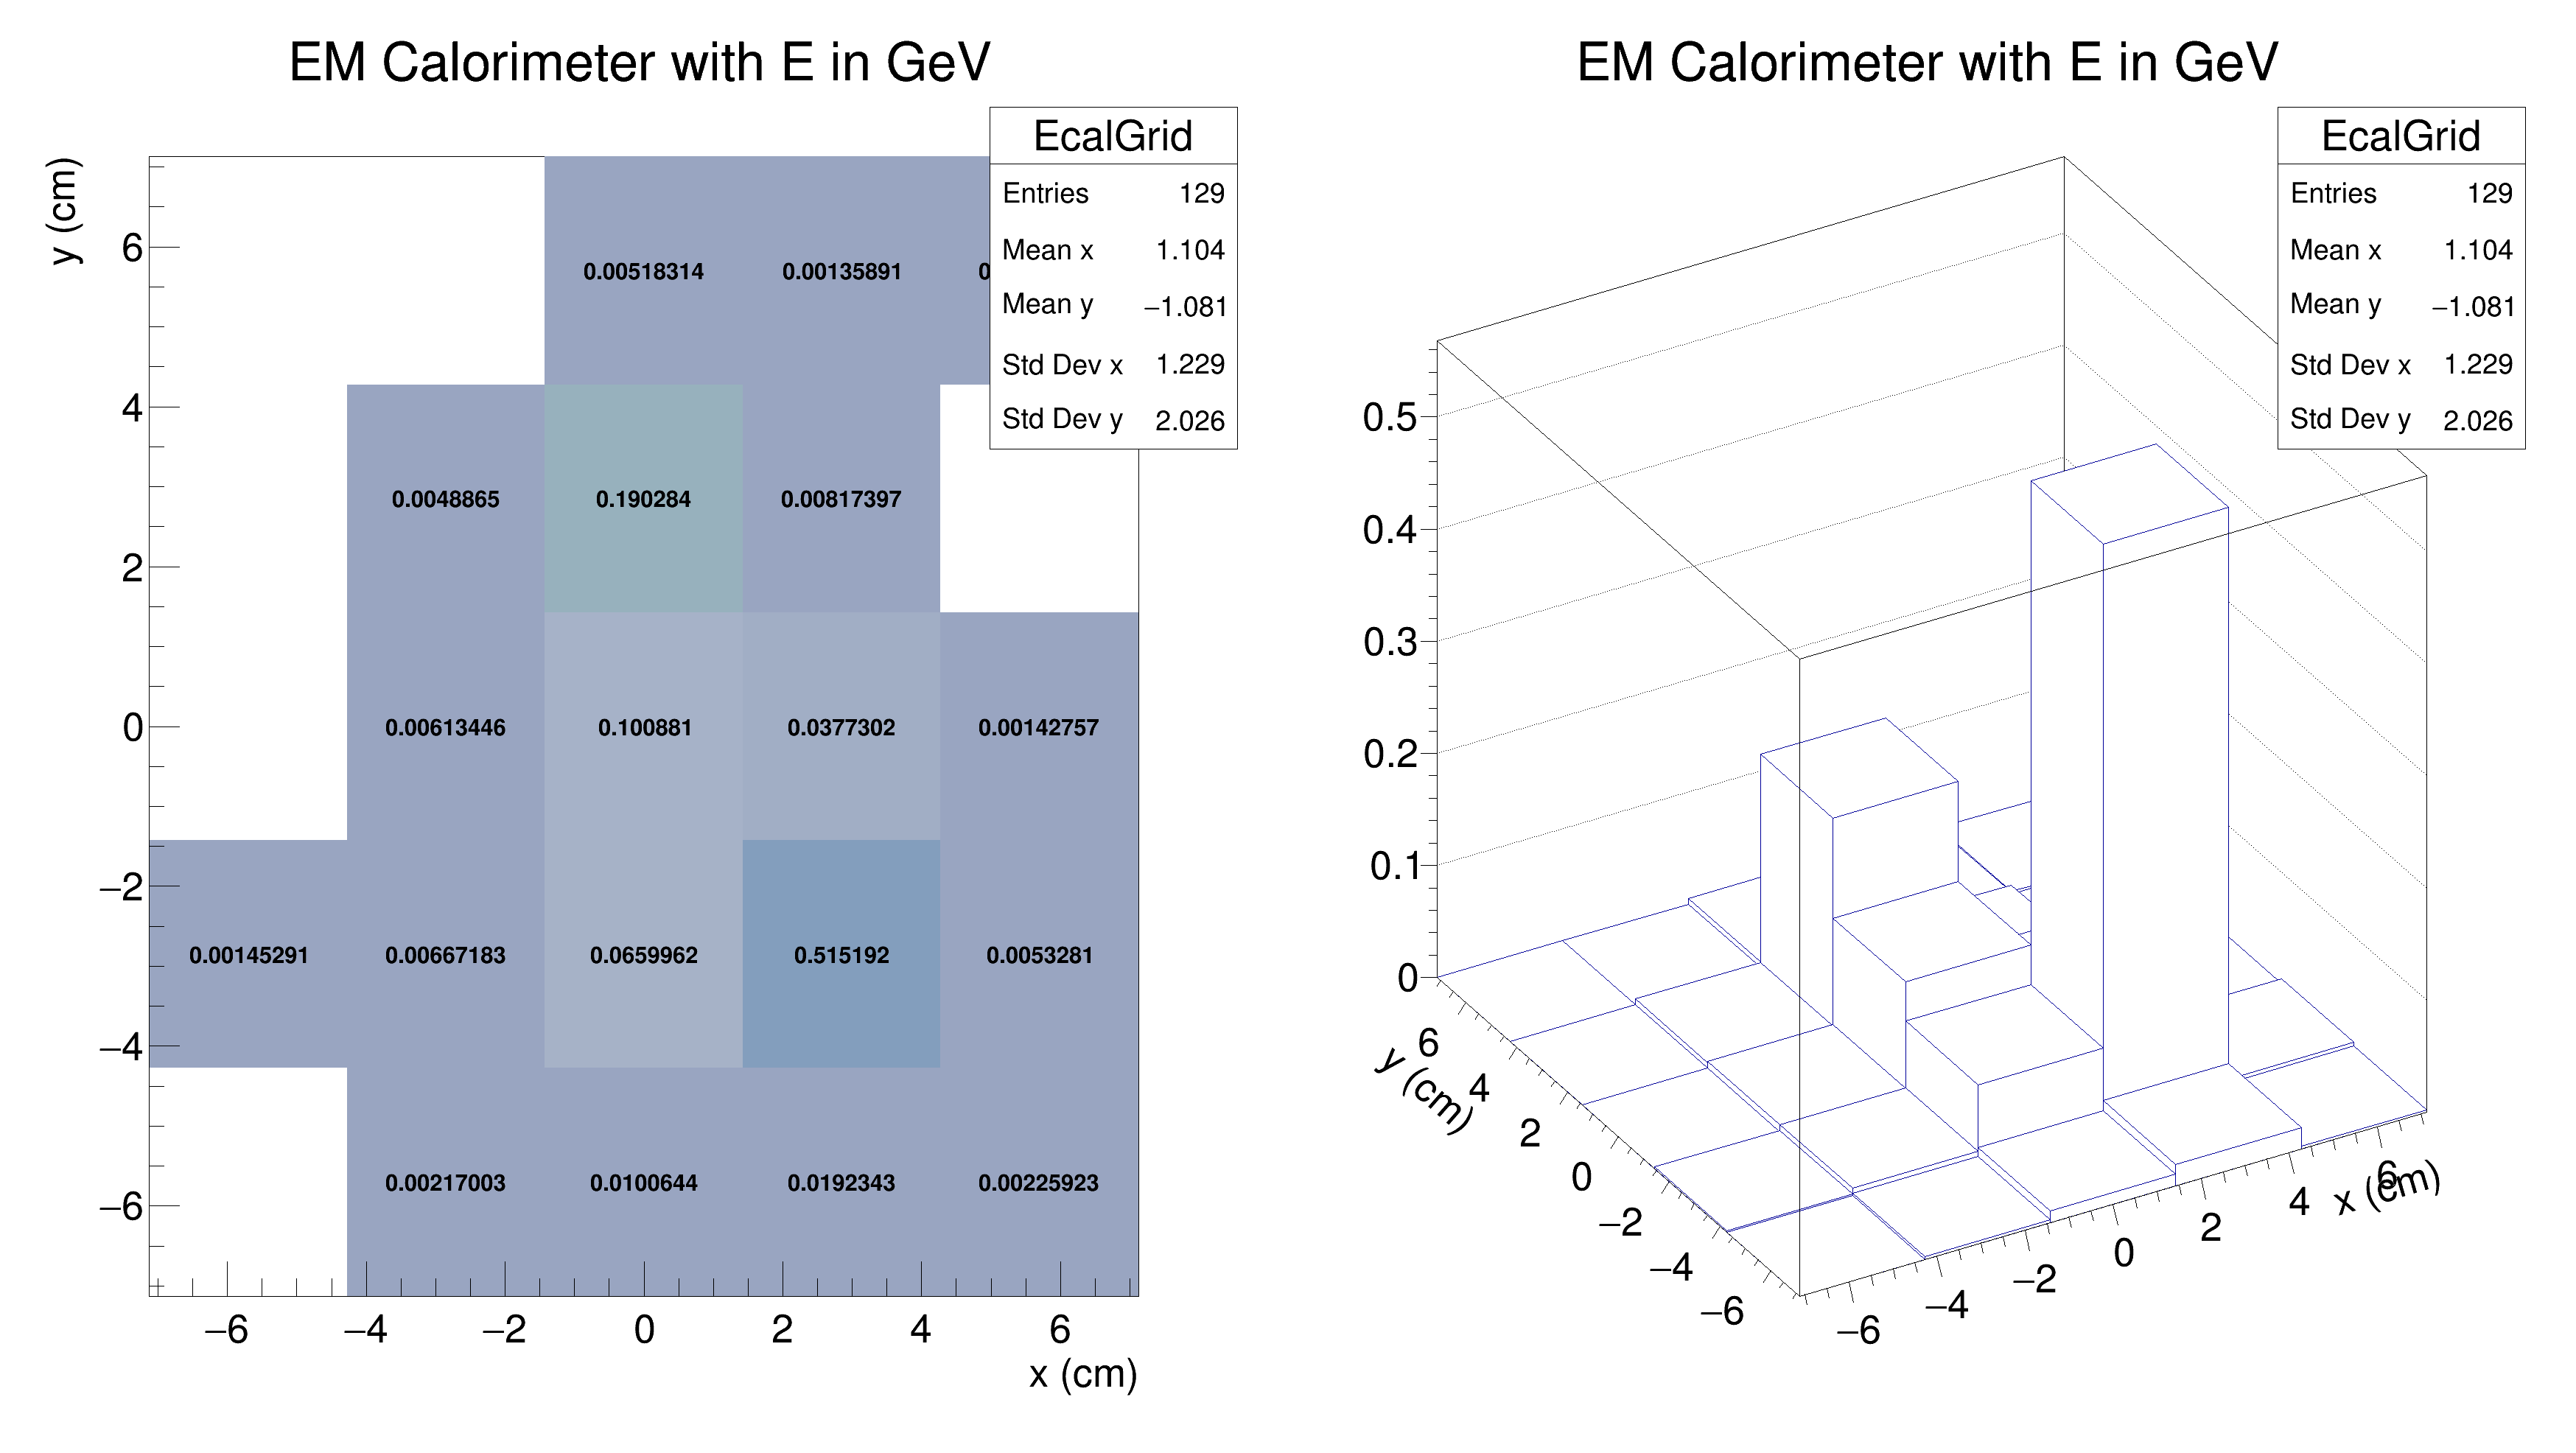 EM Calorimeter with E in GeV
EcalGrid
Entries 129
Mean x 1.104
Mean y −1.081
Std Dev x 1.229
Std Dev y 2.026
y (cm)
6
4
2
0
−2
−4
−6
0.00518314 0.00135891
0.0048865 0.190284 0.00817397
0.00613446 0.100881 0.0377302 0.00142757
0.00145291 0.00667183 0.0659962 0.515192 0.0053281
0.00217003 0.0100644 0.0192343 0.00225923
−6 −4 −2 0 2 4 6
x (cm)
EM Calorimeter with E in GeV
EcalGrid
Entries 129
Mean x 1.104
Mean y −1.081
Std Dev x 1.229
Std Dev y 2.026
0.5
0.4
0.3
0.2
0.1
0
6
4
2
0
−2
−4
−6
y (cm)
−6
−4
−2
0
2
4
6
x (cm)